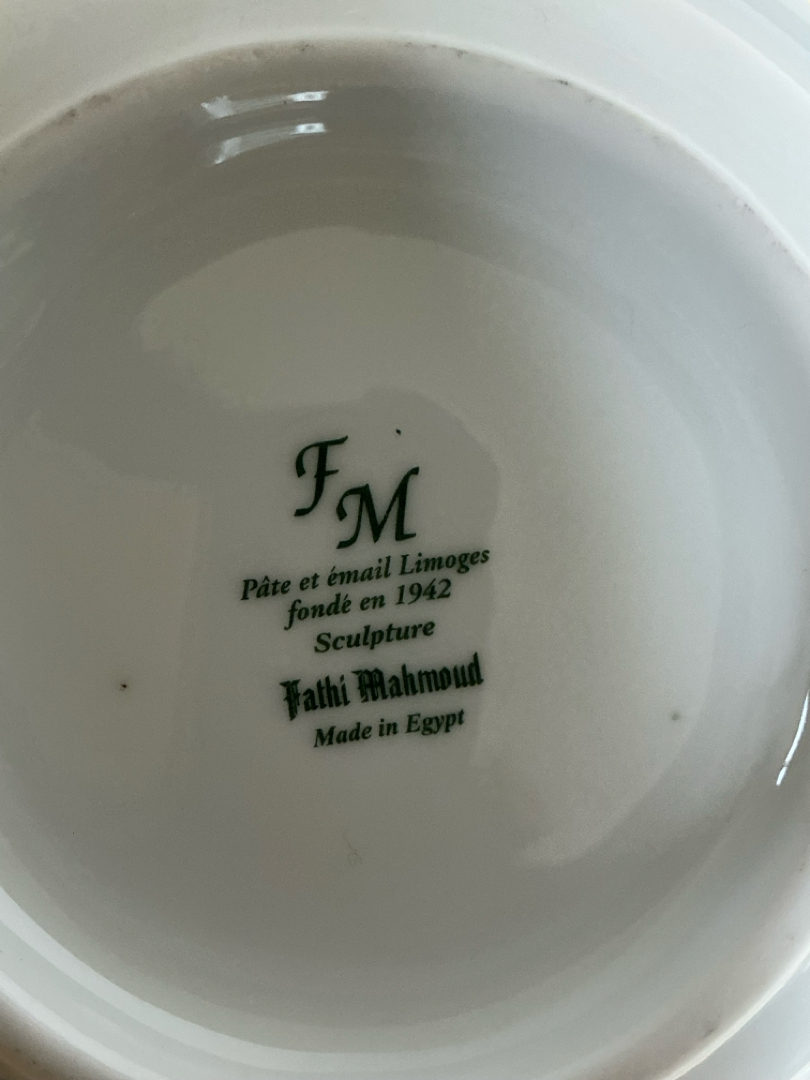 FM
Pâte et émail Limoges
fondé en 1942
Sculpture
Fathi Mahmoud
Made in Egypt